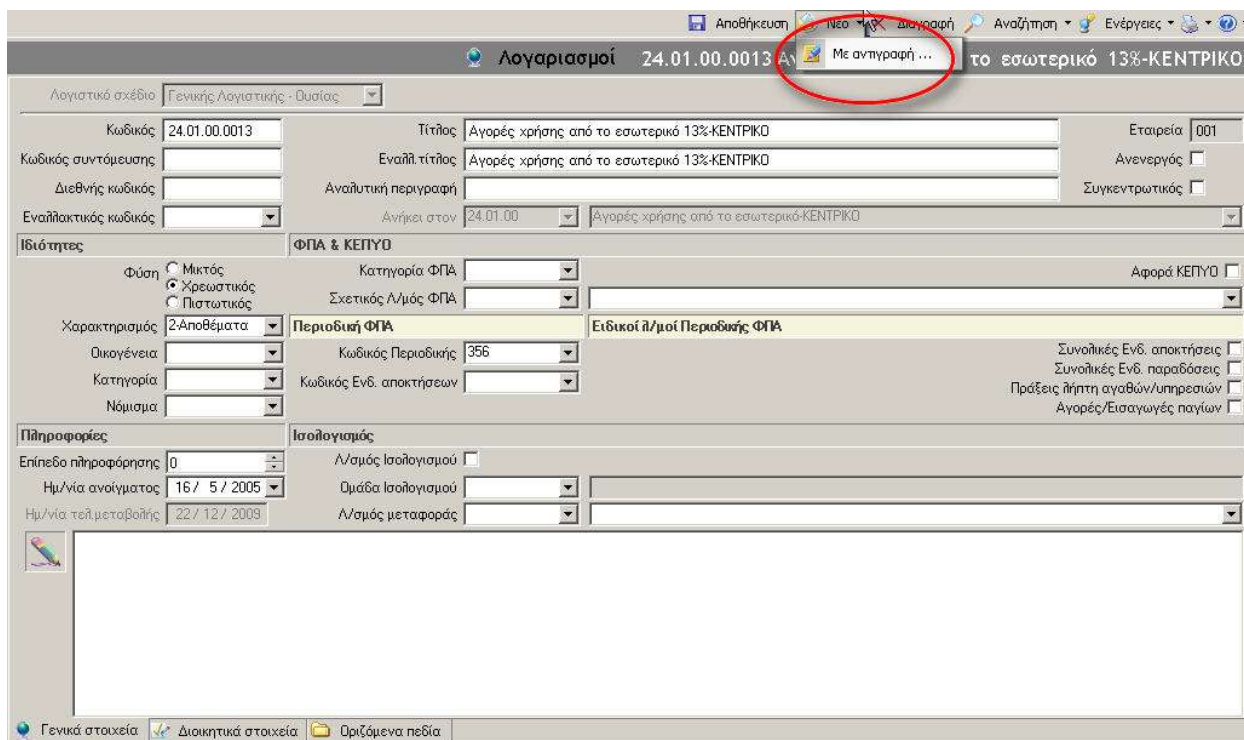 Αποθήκευση Νέο Διαγραφή Αναζήτηση Ενέργειες
Λογαριασμοί 24.01.00.0013 Αγ το εσωτερικό 13%-ΚΕΝΤΡΙΚΟ
Με αντιγραφή ...
Λογιστικό σχέδιο Γενικής Λογιστικής - Ουσίας
Κωδικός 24.01.00.0013 Τίτλος Αγορές χρήσης από το εσωτερικό 13%-ΚΕΝΤΡΙΚΟ Εταιρεία 001
Κωδικός συντόμευσης Εναλλ.τίτλος Αγορές χρήσης από το εσωτερικό 13%-ΚΕΝΤΡΙΚΟ Ανενεργός
Διεθνής κωδικός Αναλυτική περιγραφή Συγκεντρωτικός
Εναλλακτικός κωδικός Ανήκει στον 24.01.00 Αγορές χρήσης από το εσωτερικό-ΚΕΝΤΡΙΚΟ
Ιδιότητες ΦΠΑ & ΚΕΠΥΟ
Φύση Μικτός Κατηγορία ΦΠΑ Αφορά ΚΕΠΥΟ
Χρεωστικός
Πιστωτικός Σχετικός Λ/μός ΦΠΑ
Χαρακτηρισμός 2-Αποθέματα Περιοδική ΦΠΑ Ειδικοί λ/μοί Περιοδικής ΦΠΑ
Οικογένεια Κωδικός Περιοδικής 356 Συνολικές Ενδ. αποκτήσεις
Συνολικές Ενδ. παραδόσεις
Κατηγορία Κωδικός Ενδ. αποκτήσεων Πράξεις λήπτη αγαθών/υπηρεσιών
Νόμισμα Αγορές/Εισαγωγές παγίων
Πληροφορίες Ισολογισμός
Επίπεδο πληροφόρησης 0 Λ/σμός Ισολογισμού
Ημ/νία ανοίγματος 16/ 5/2005 Ομάδα Ισολογισμού
Ημ/νία τελ.μεταβολής 22/12/2009 Λ/σμός μεταφοράς
Γενικά στοιχεία Διοικητικά στοιχεία Οριζόμενα πεδία